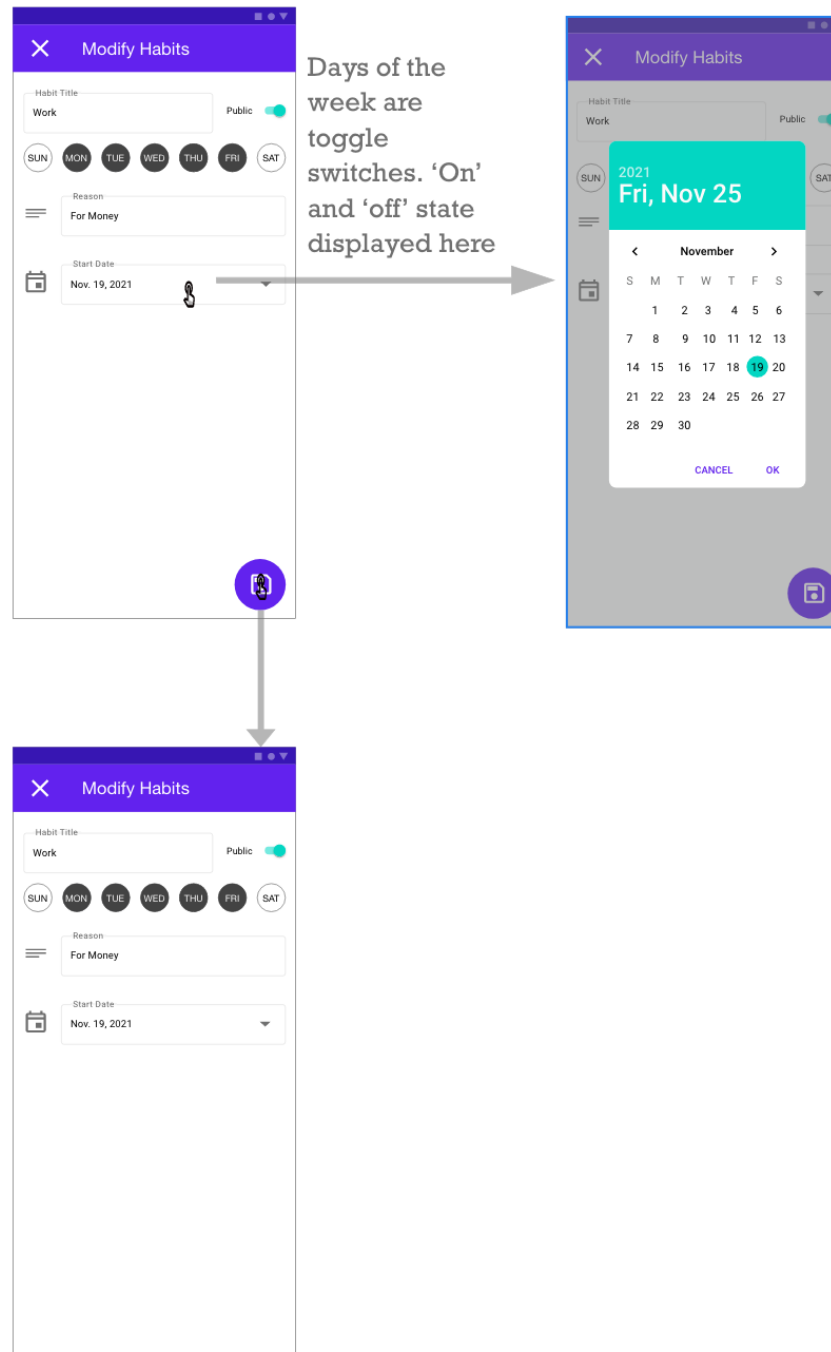 Modify Habits
Habit Title
Work
Public
SUN MON TUE WED THU FRI SAT
Reason
For Money
Start Date
Nov. 19, 2021
Days of the
week are
toggle
switches. ‘On’
and ‘off’ state
displayed here
Modify Habits
Habit Title
Work
Public
SUN
SAT
2021
Fri, Nov 25
November
S M T W T F S
1 2 3 4 5 6
7 8 9 10 11 12 13
14 15 16 17 18 19 20
21 22 23 24 25 26 27
28 29 30
CANCEL OK
Modify Habits
Habit Title
Work
Public
SUN MON TUE WED THU FRI SAT
Reason
For Money
Start Date
Nov. 19, 2021